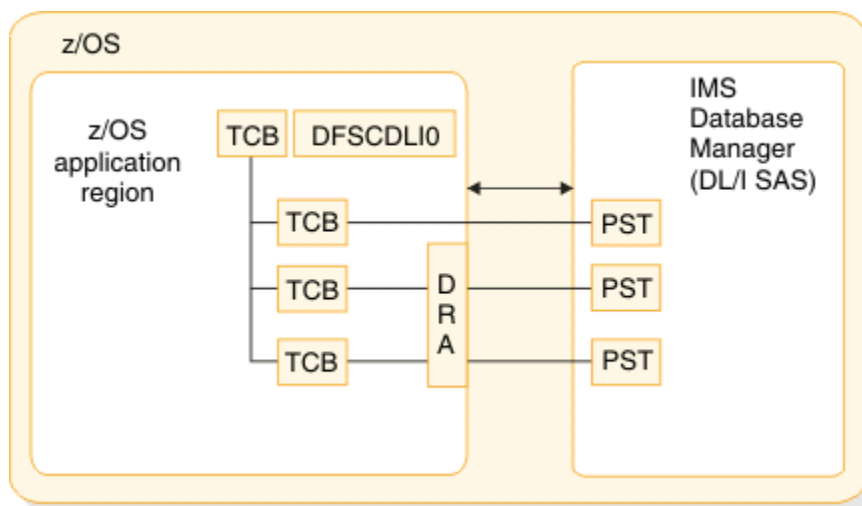 z/OS
z/OS
application
region
TCB
DFSCDLI0
TCB
TCB
TCB
D
R
A
IMS
Database
Manager
(DL/I SAS)
PST
PST
PST